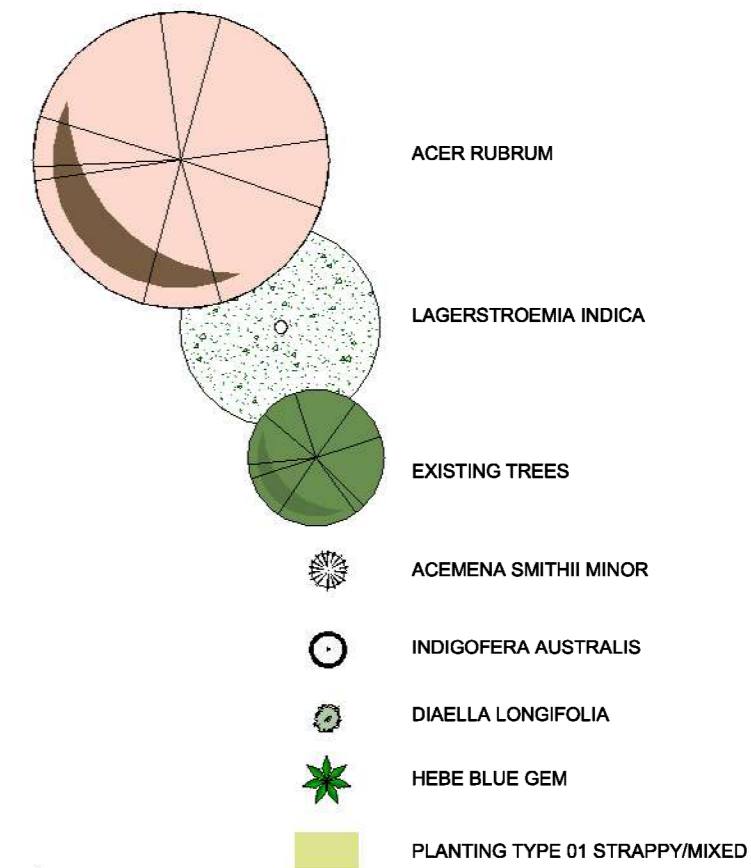 ACER RUBRUM
LAGERSTROEMIA INDICA
EXISTING TREES
ACEMENA SMITHII MINOR
INDIGOFERA AUSTRALIS
DIAELLA LONGIFOLIA
HEBE BLUE GEM
PLANTING TYPE 01 STRAPPY/MIXED